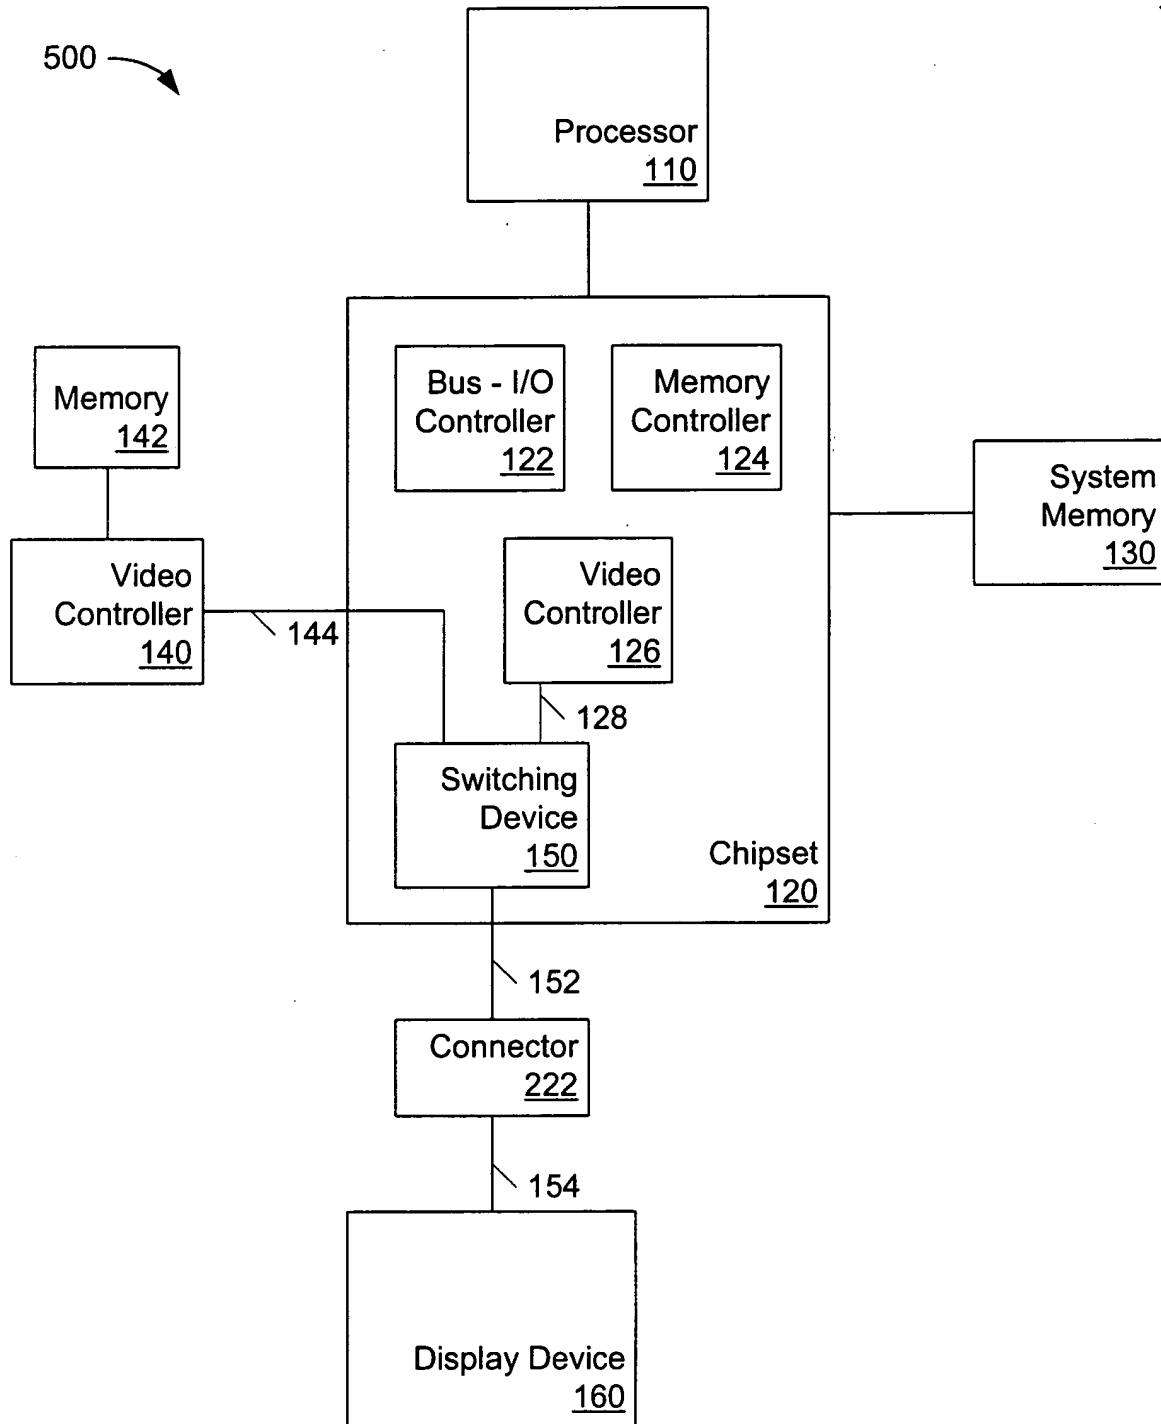 500
Processor
110
Bus - I/O
Controller
122
Memory
Controller
124
Memory
142
System
Memory
130
Video
Controller
140
144
Video
Controller
126
128
Switching
Device
150
Chipset
120
152
Connector
222
154
Display Device
160